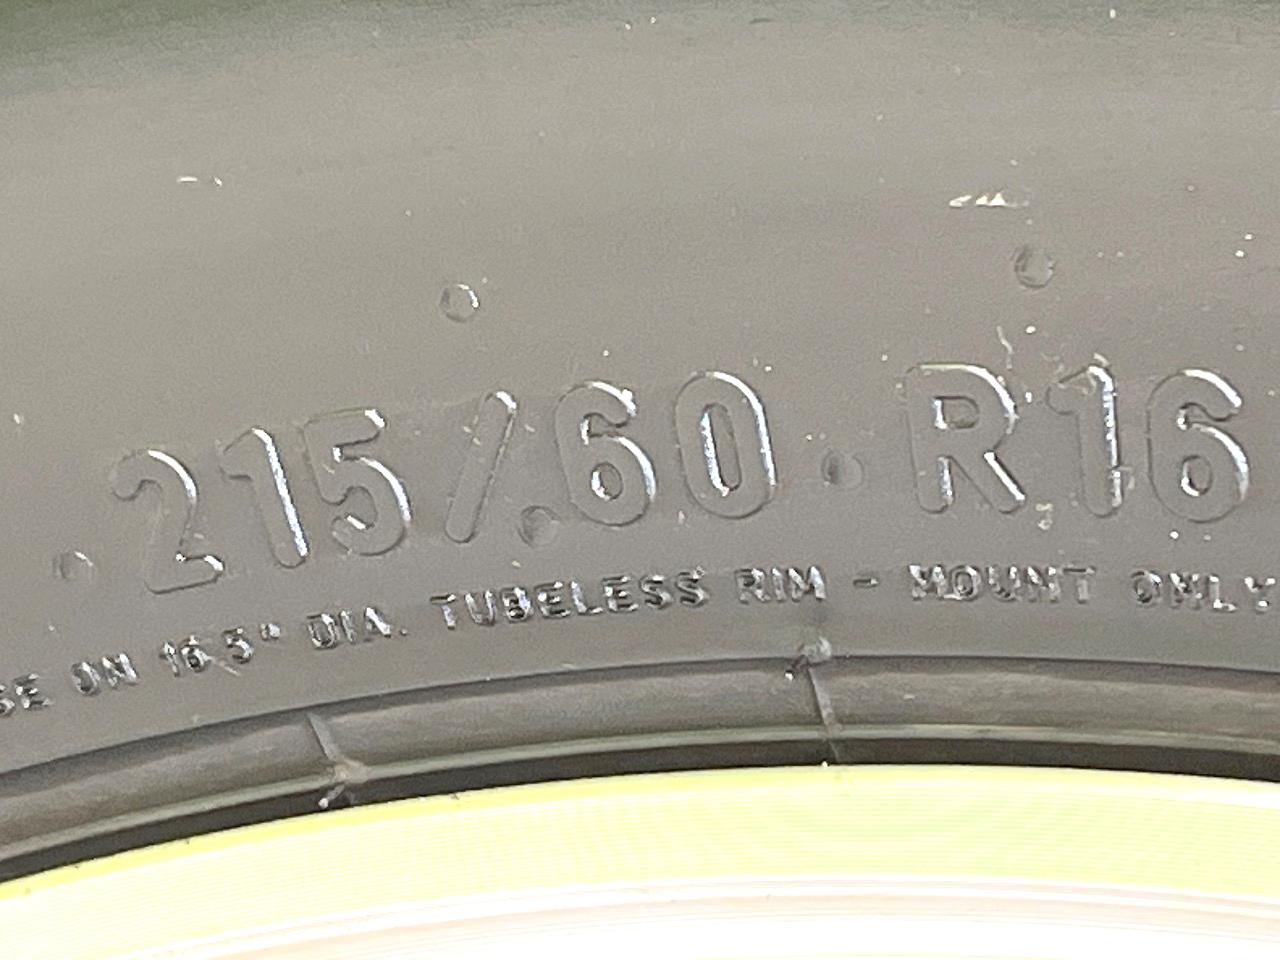 215/60 R16
SE ON 16.5" DIA. TUBELESS RIM - MOUNT ONLY